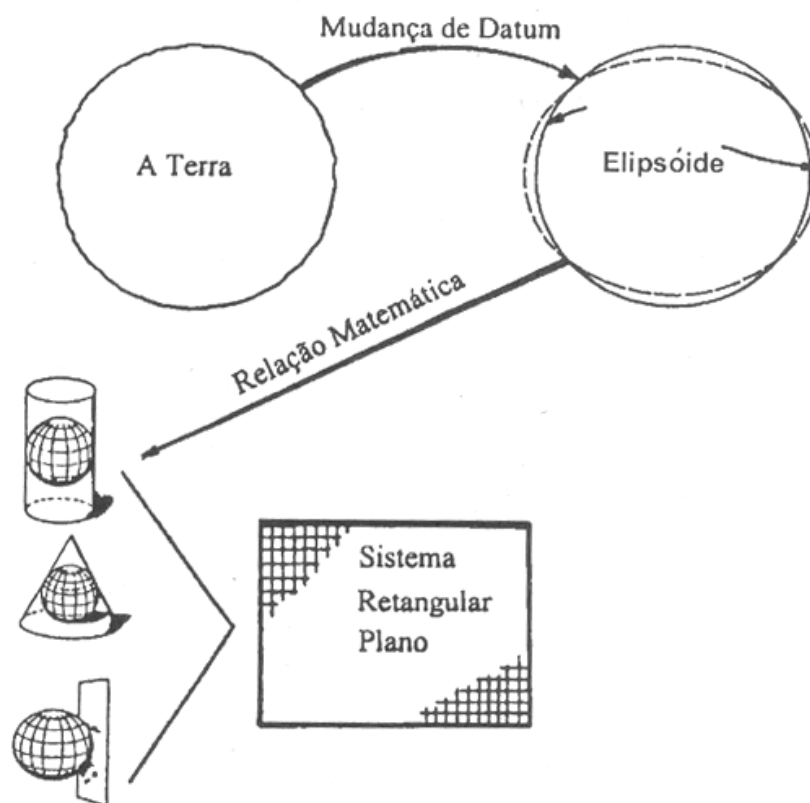 Mudança de Datum
A Terra
Elipsóide
Relação Matemática
Sistema
Retangular
Plano